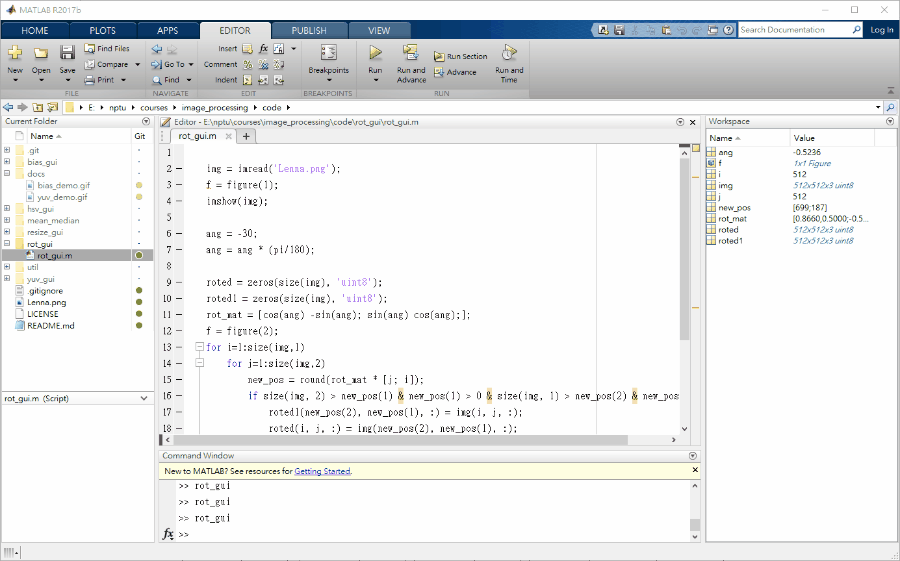 MATLAB R2017b
HOME PLOTS APPS EDITOR PUBLISH VIEW Search Documentation Log In
New Open Save Find Files Compare Print Go To Find Insert Comment Indent fx Breakpoints Run Run and Advance Run Section Advance Run and Time
FILE NAVIGATE EDIT BREAKPOINTS RUN
E: nptu courses image_processing code
Current Folder
Name Git
.git
bias_gui
docs
bias_demo.gif
yuv_demo.gif
hsv_gui
mean_median
resize_gui
rot_gui
rot_gui.m
util
yuv_gui
.gitignore
Lenna.png
LICENSE
README.md
rot_gui.m (Script)
Editor - E:\nptu\courses\image_processing\code\rot_gui\rot_gui.m
rot_gui.m
1
2 img = imread('Lenna.png');
3 f = figure(1);
4 imshow(img);
5
6 ang = -30;
7 ang = ang * (pi/180);
8
9 roted = zeros(size(img), 'uint8');
10 roted1 = zeros(size(img), 'uint8');
11 rot_mat = [cos(ang) -sin(ang); sin(ang) cos(ang);];
12 f = figure(2);
13 for i=1:size(img,1)
14 for j=1:size(img,2)
15 new_pos = round(rot_mat * [j; i]);
16 if size(img, 2) > new_pos(1) & new_pos(1) > 0 & size(img, 1) > new_pos(2) & new_pos
17 roted1(new_pos(2), new_pos(1), :) = img(i, j, :);
18 roted(i, j, :) = img(new_pos(2), new_pos(1), :);
Command Window
New to MATLAB? See resources for Getting Started.
>> rot_gui
>> rot_gui
>> rot_gui
fx >>
Workspace
Name Value
ang -0.5236
f 1x1 Figure
i 512
img 512x512x3 uint8
j 512
new_pos [699;187]
rot_mat [0.8660,0.5000;-0.5...
roted 512x512x3 uint8
roted1 512x512x3 uint8